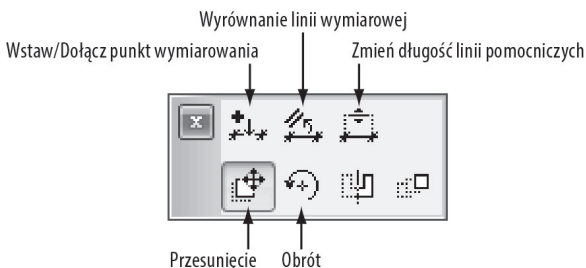 Wyrównanie linii wymiarowej
Wstaw/Dołącz punkt wymiarowania
Zmień długość linii pomocniczych
x
Przesunięcie
Obrót